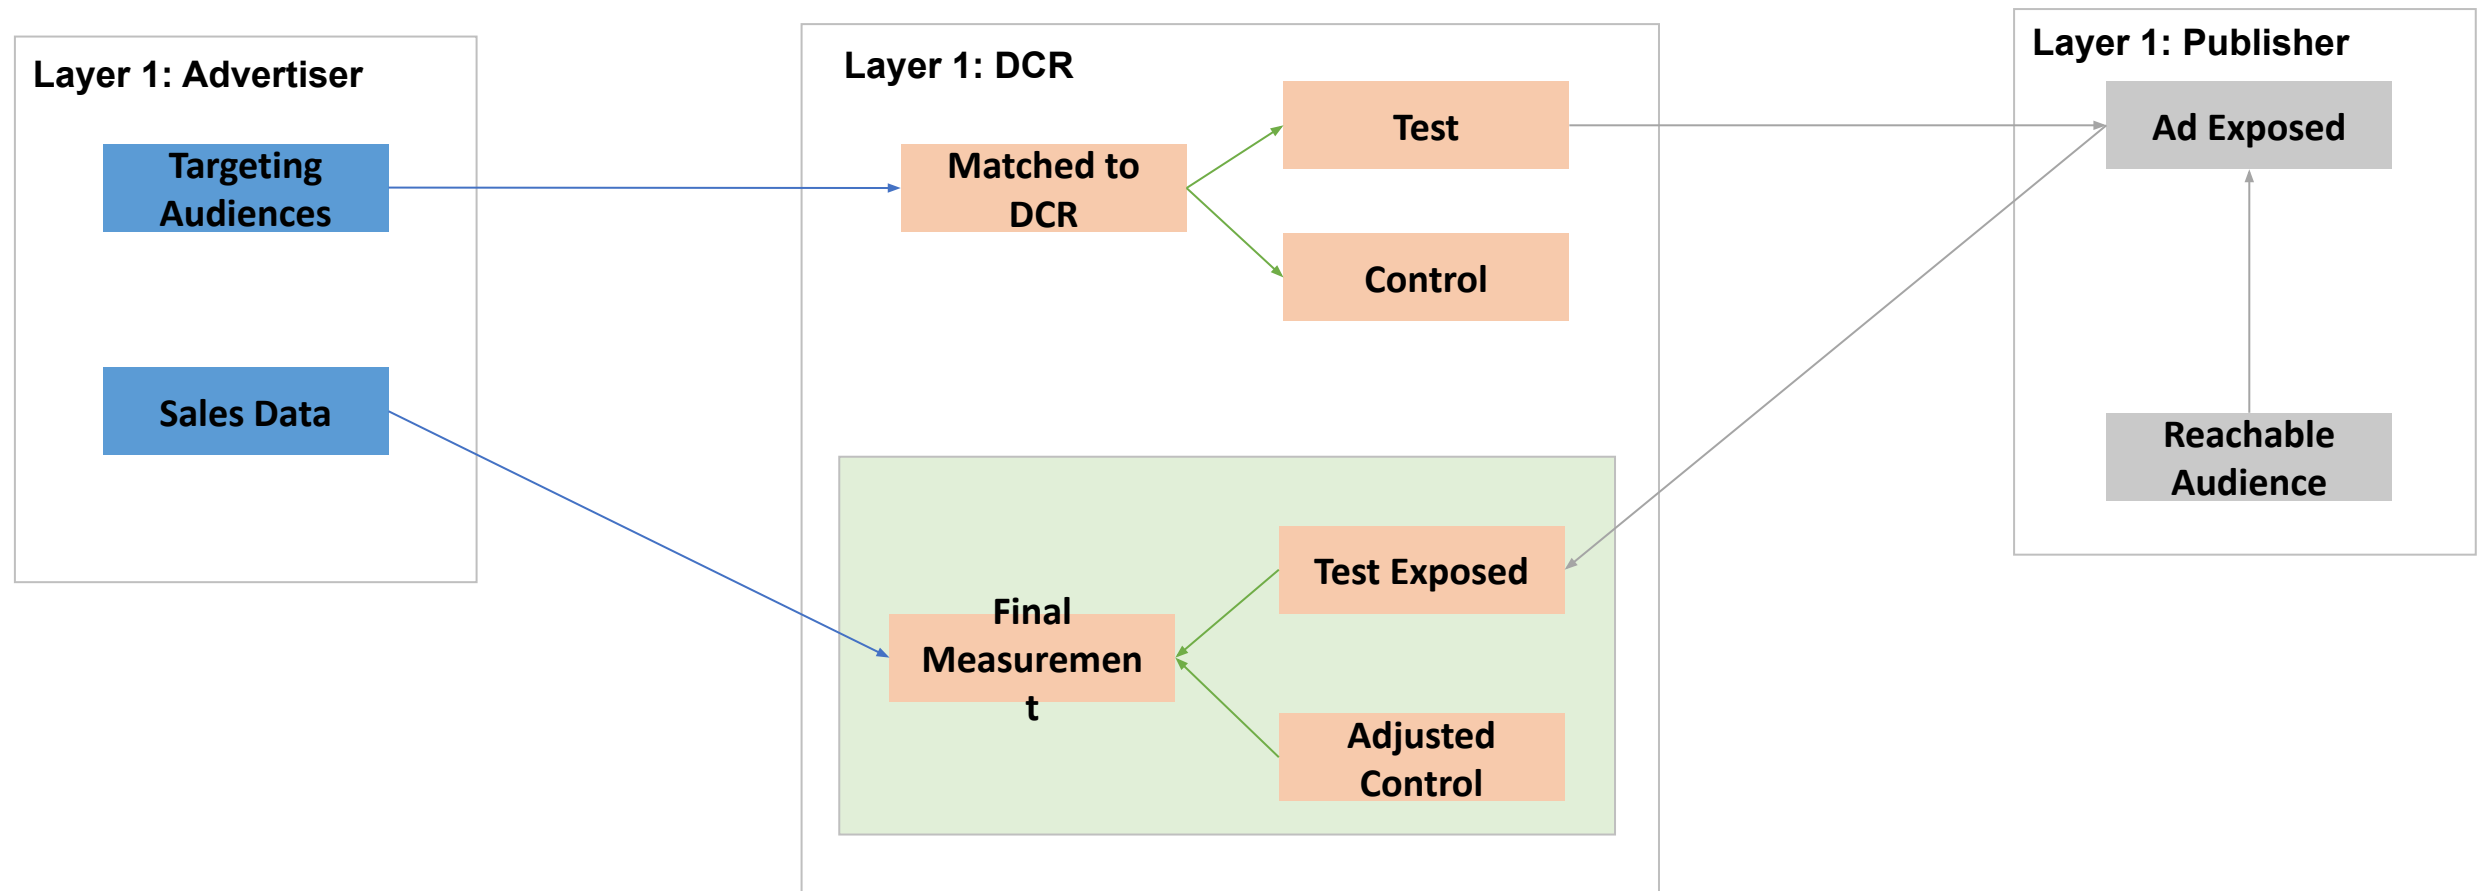 Layer 1: Advertiser
Targeting
Audiences
Sales Data
Layer 1: DCR
Matched to
DCR
Test
Control
Final
Measuremen
t
Test Exposed
Adjusted
Control
Layer 1: Publisher
Ad Exposed
Reachable
Audience